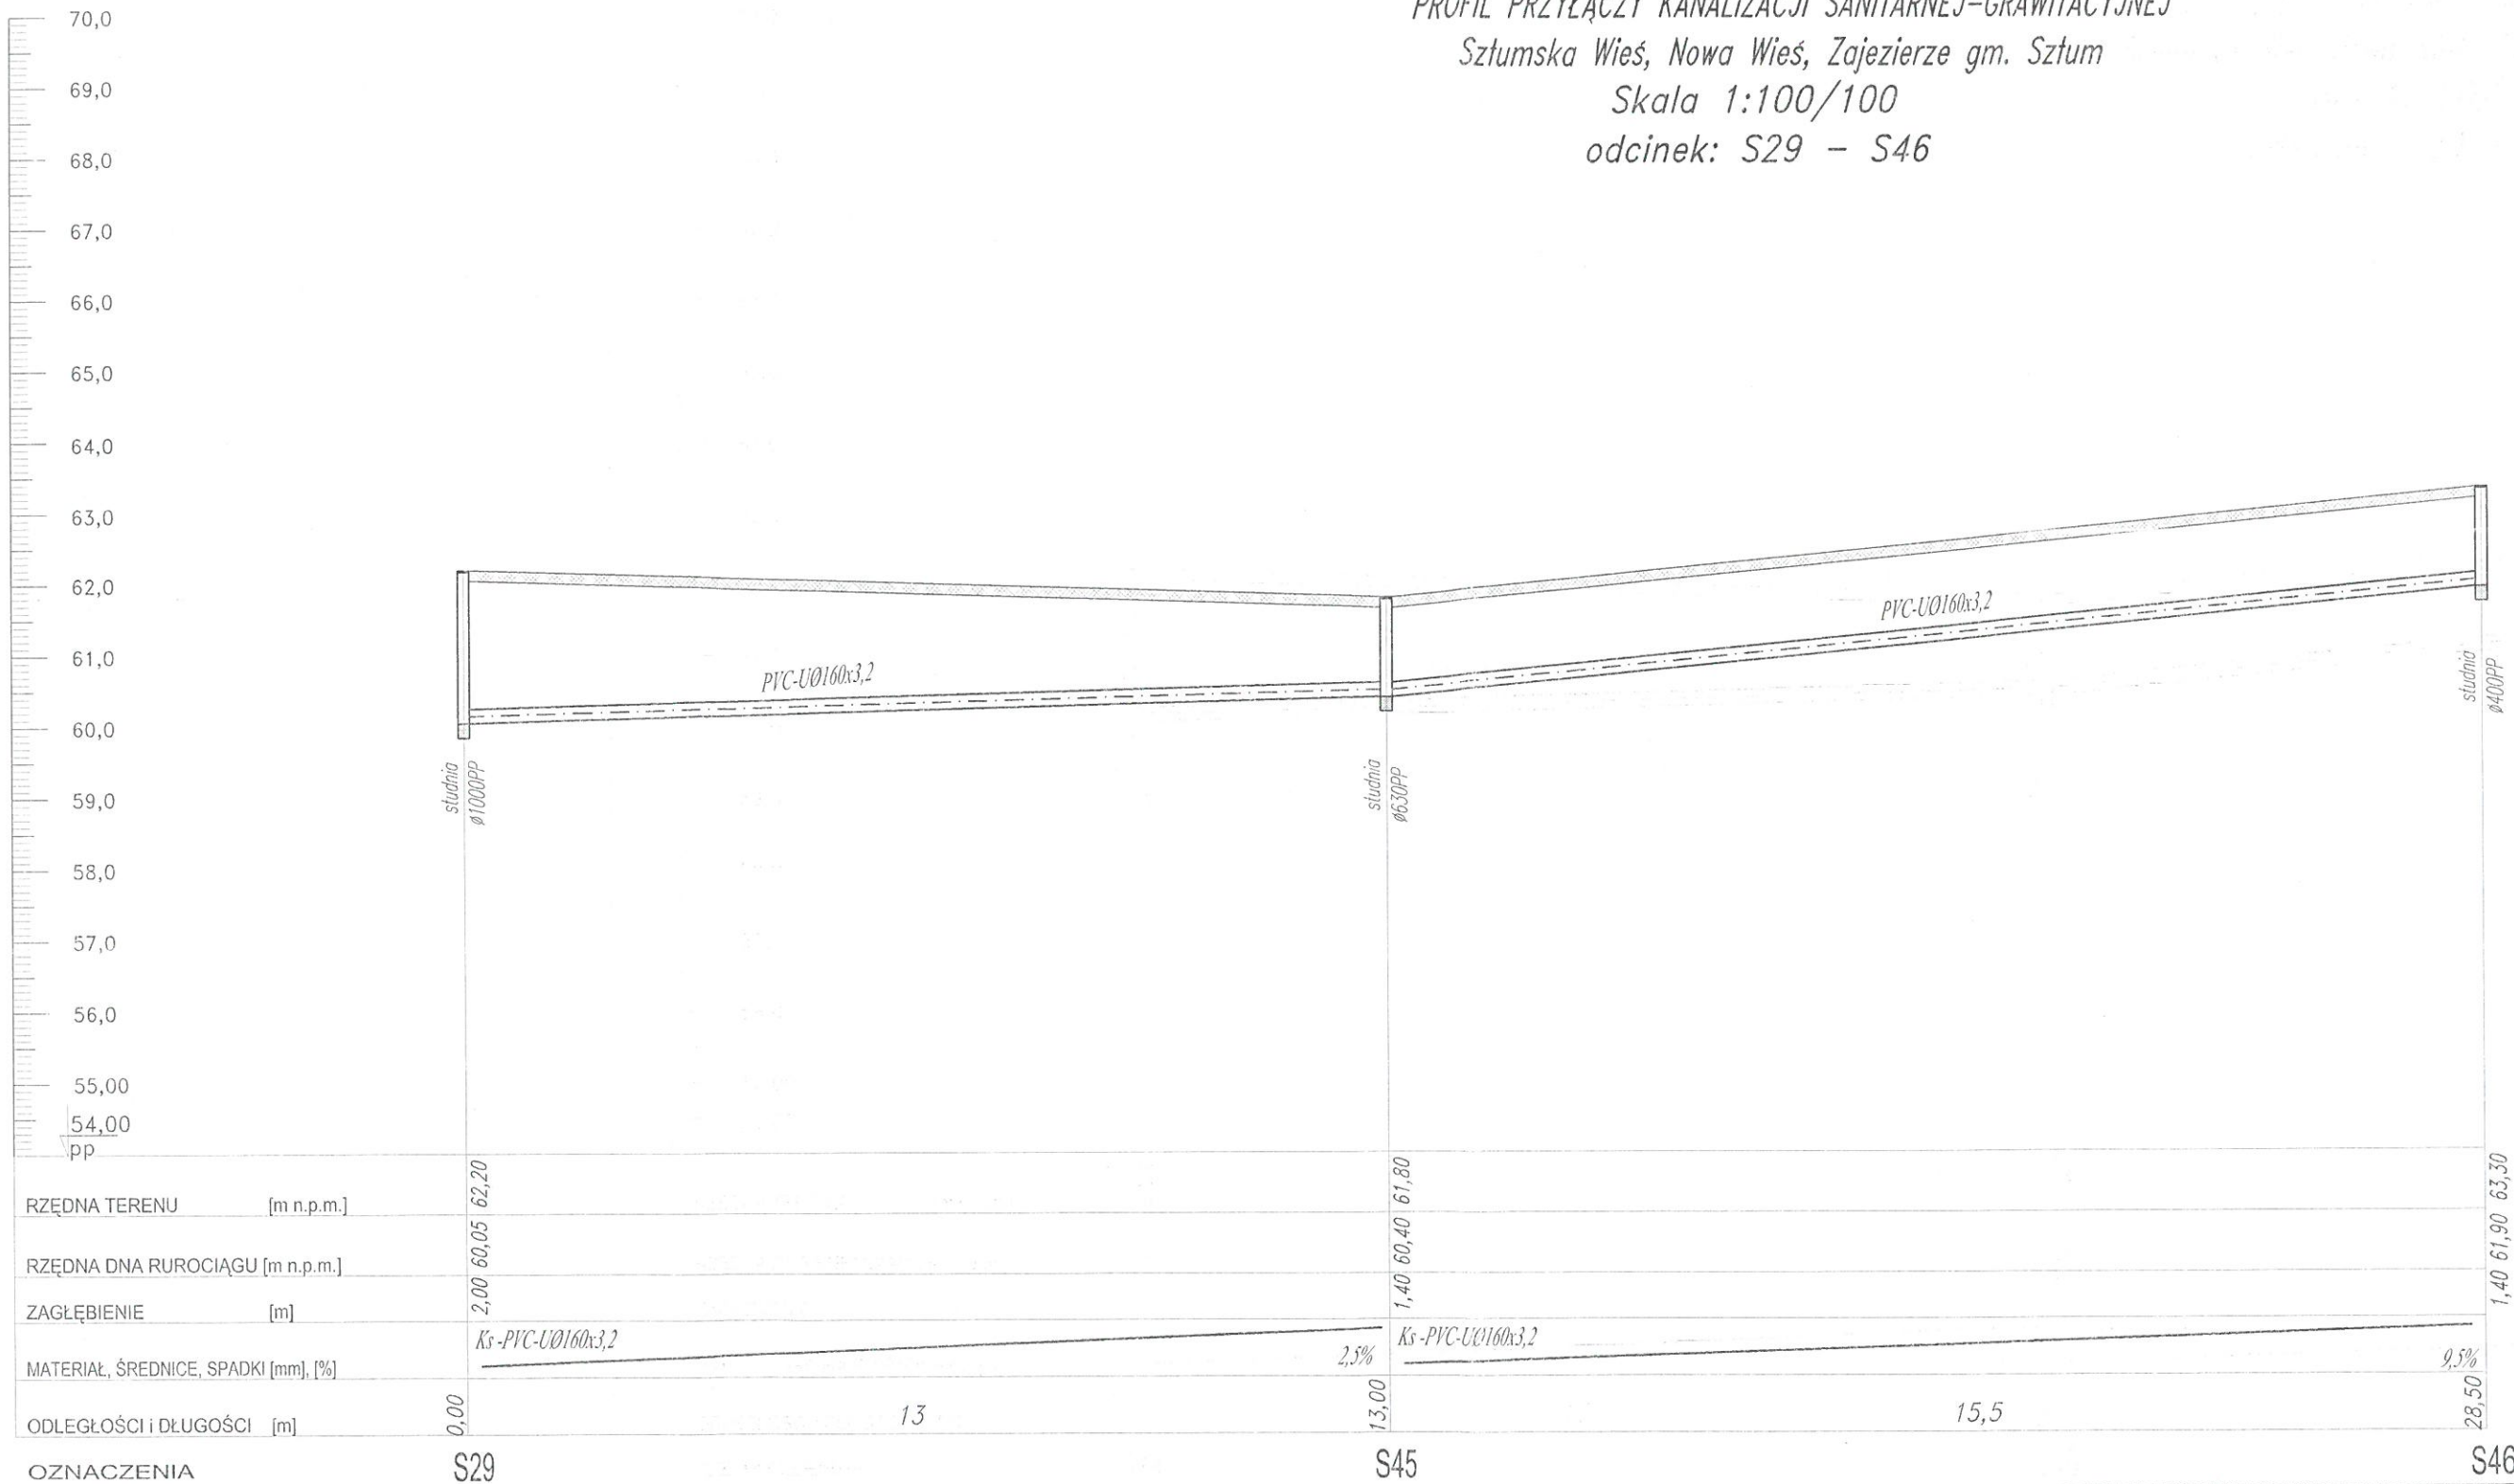 PROFIL PRZYŁĄCZY KANALIZACJI SANITARNEJ-GRAWITACYJNEJ
Sztumska Wieś, Nowa Wieś, Zajezierze gm. Sztum
Skala 1:100/100
odcinek: S29 – S46
70,0
69,0
68,0
67,0
66,0
65,0
64,0
63,0
62,0
61,0
60,0
59,0
58,0
57,0
56,0
55,00
54,00
pp
PVC-UØ160x3,2
PVC-UØ160x3,2
studnia
ø1000PP
studnia
ø630PP
studnia
ø400PP
RZĘDNA TERENU [m n.p.m.] 62,20 61,80 63,30
RZĘDNA DNA RUROCIĄGU [m n.p.m.] 60,05 60,40 61,90
ZAGŁĘBIENIE [m] 2,00 1,40 1,40
MATERIAŁ, ŚREDNICE, SPADKI [mm], [%] Ks-PVC-UØ160x3,2 2,5% Ks-PVC-UØ160x3,2 9,5%
ODLEGŁOŚCI i DŁUGOŚCI [m] 0,00 13 13,00 15,5 28,50
OZNACZENIA S29 S45 S46